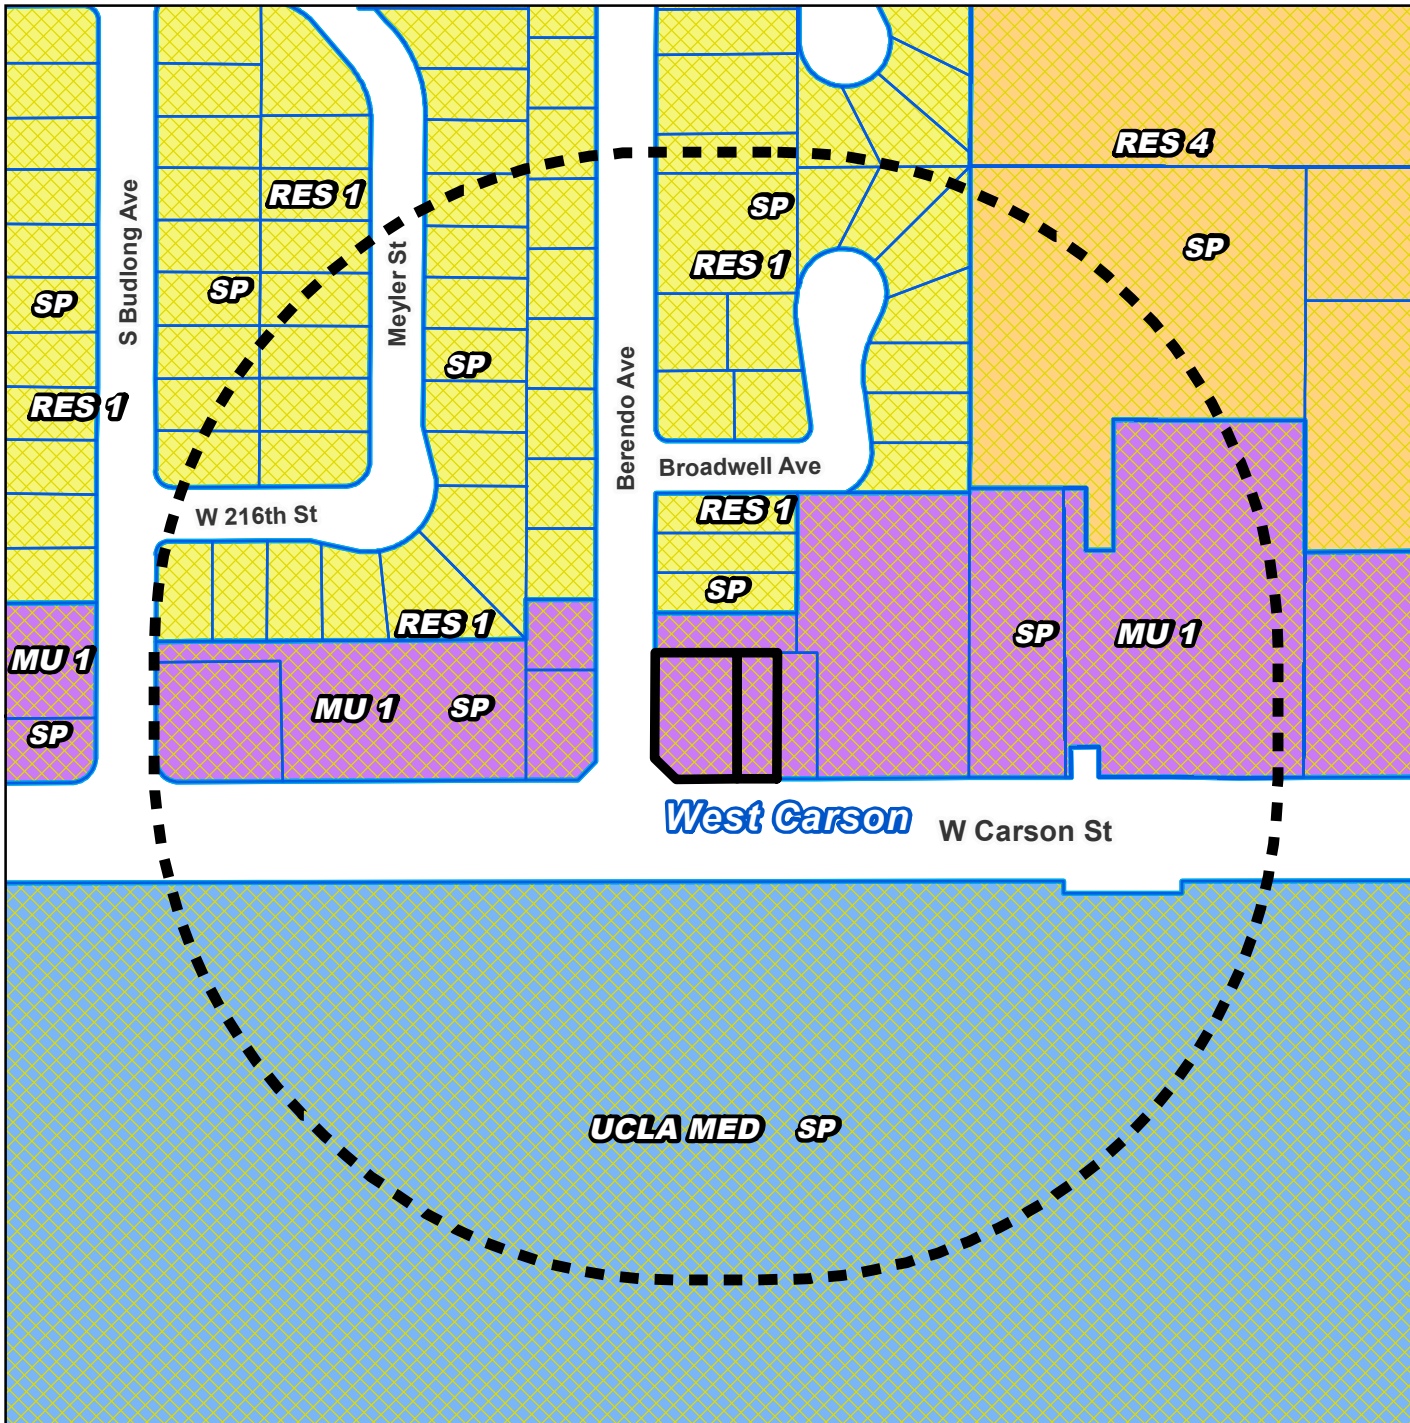 RES 4
S Budlong Ave
RES 1
SP
SP
Meyler St
RES 1
SP
SP
SP
Berendo Ave
SP
RES 1
Broadwell Ave
W 216th St
RES 1
SP
RES 1
MU 1
SP
MU 1
MU 1
SP
SP
West Carson
W Carson St
UCLA MED SP